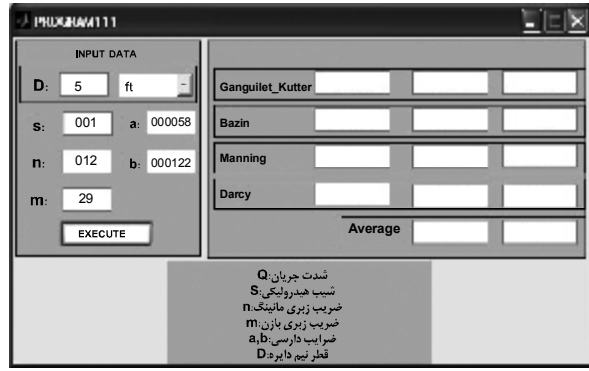 PROGRAM111
INPUT DATA
D: 5 ft
s: 001 a: 000058
n: 012 b: 000122
m: 29
EXECUTE
Ganguilet_Kutter
Bazin
Manning
Darcy
Average
شدت جریان:Q
شیب هیدرولیکی:S
ضریب زبری مانینگ:n
ضریب زبری بازن:m
ضرایب دارسی:a,b
قطر نیم دایره:D